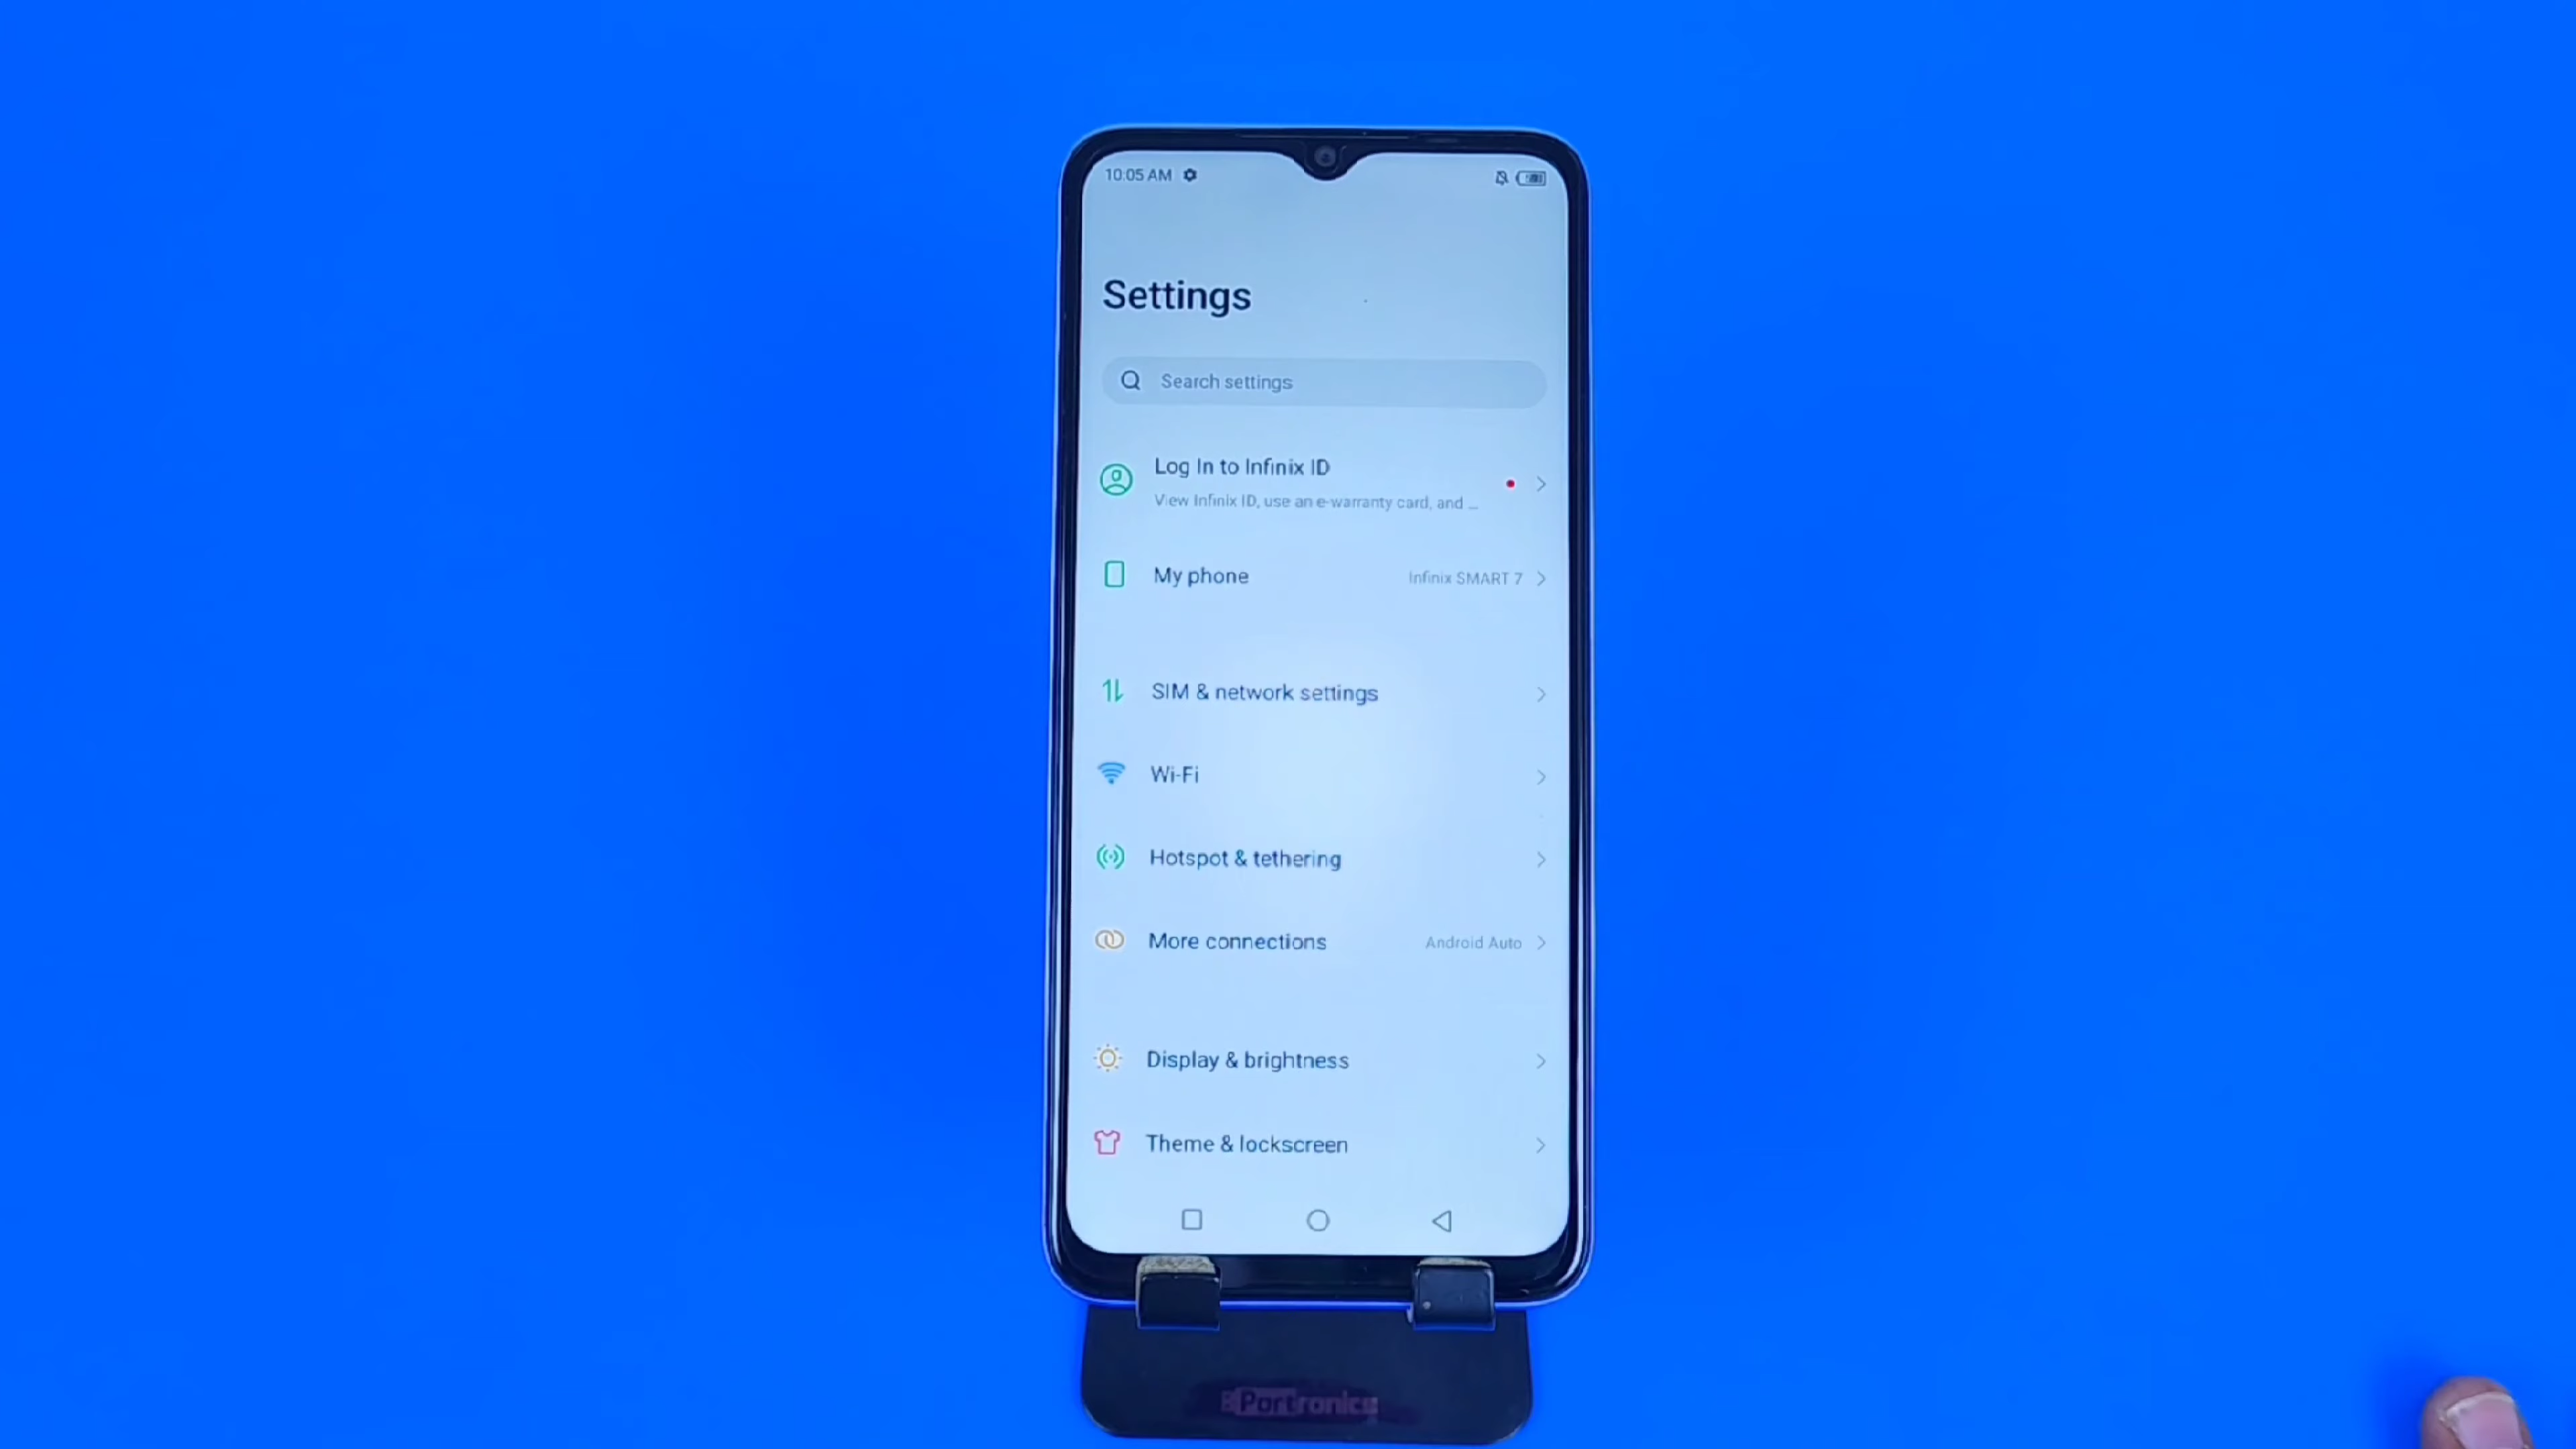 10:05 AM
Settings
Search settings
Log In to Infinix ID
View Infinix ID, use an e-warranty card, and ...
My phone
Infinix SMART 7
SIM & network settings
Wi-Fi
Hotspot & tethering
More connections
Android Auto
Display & brightness
Theme & lockscreen
Portronics